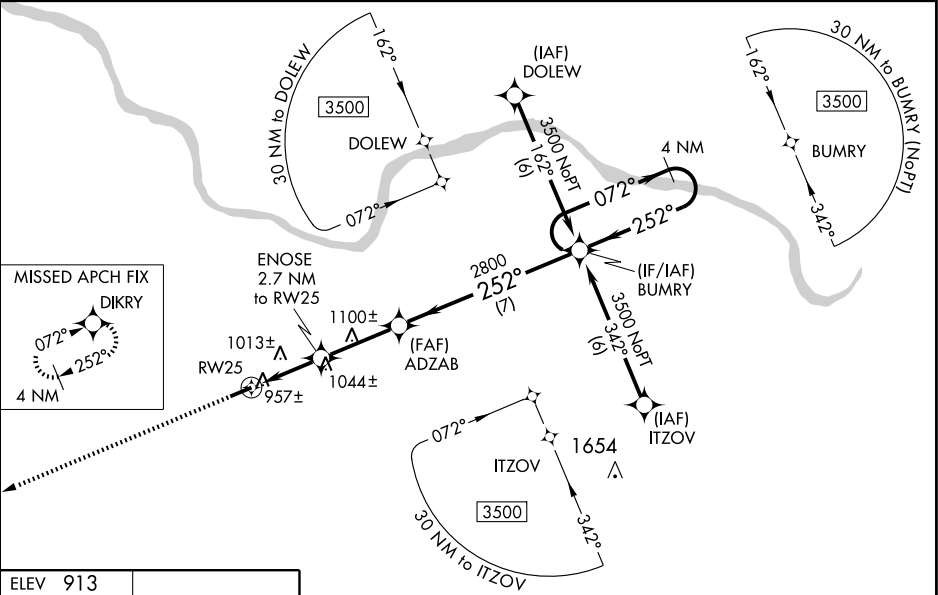 30 NM to DOLEW
162°
3500
DOLEW
072°
(IAF)
DOLEW
3500 NoPT
162°
(6)
4 NM
072°
252°
30 NM to BUMRY (NoPT)
162°
3500
BUMRY
342°
(IF/IAF)
BUMRY
2800
252°
(7)
3500 NoPT
342°
(6)
(IAF)
ITZOV
ENOSE
2.7 NM
to RW25
1100±
1013±
(FAF)
ADZAB
RW25
1044±
957±
MISSED APCH FIX
DIKRY
072°
252°
4 NM
072°
ITZOV
1654
3500
342°
30 NM to ITZOV
ELEV 913